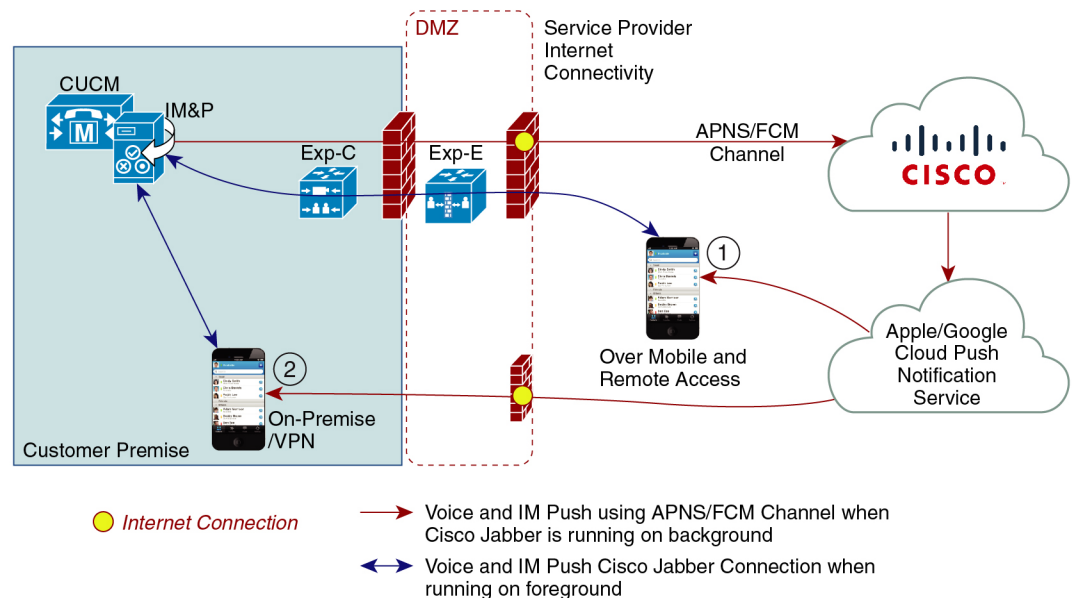 DMZ
Service Provider
Internet
Connectivity
CUCM
IM&P
M
Exp-C
Exp-E
APNS/FCM
Channel
CISCO
1
Over Mobile and
Remote Access
Apple/Google
Cloud Push
Notification
Service
2
On-Premise
/VPN
Customer Premise
Internet Connection
Voice and IM Push using APNS/FCM Channel when
Cisco Jabber is running on background
Voice and IM Push Cisco Jabber Connection when
running on foreground